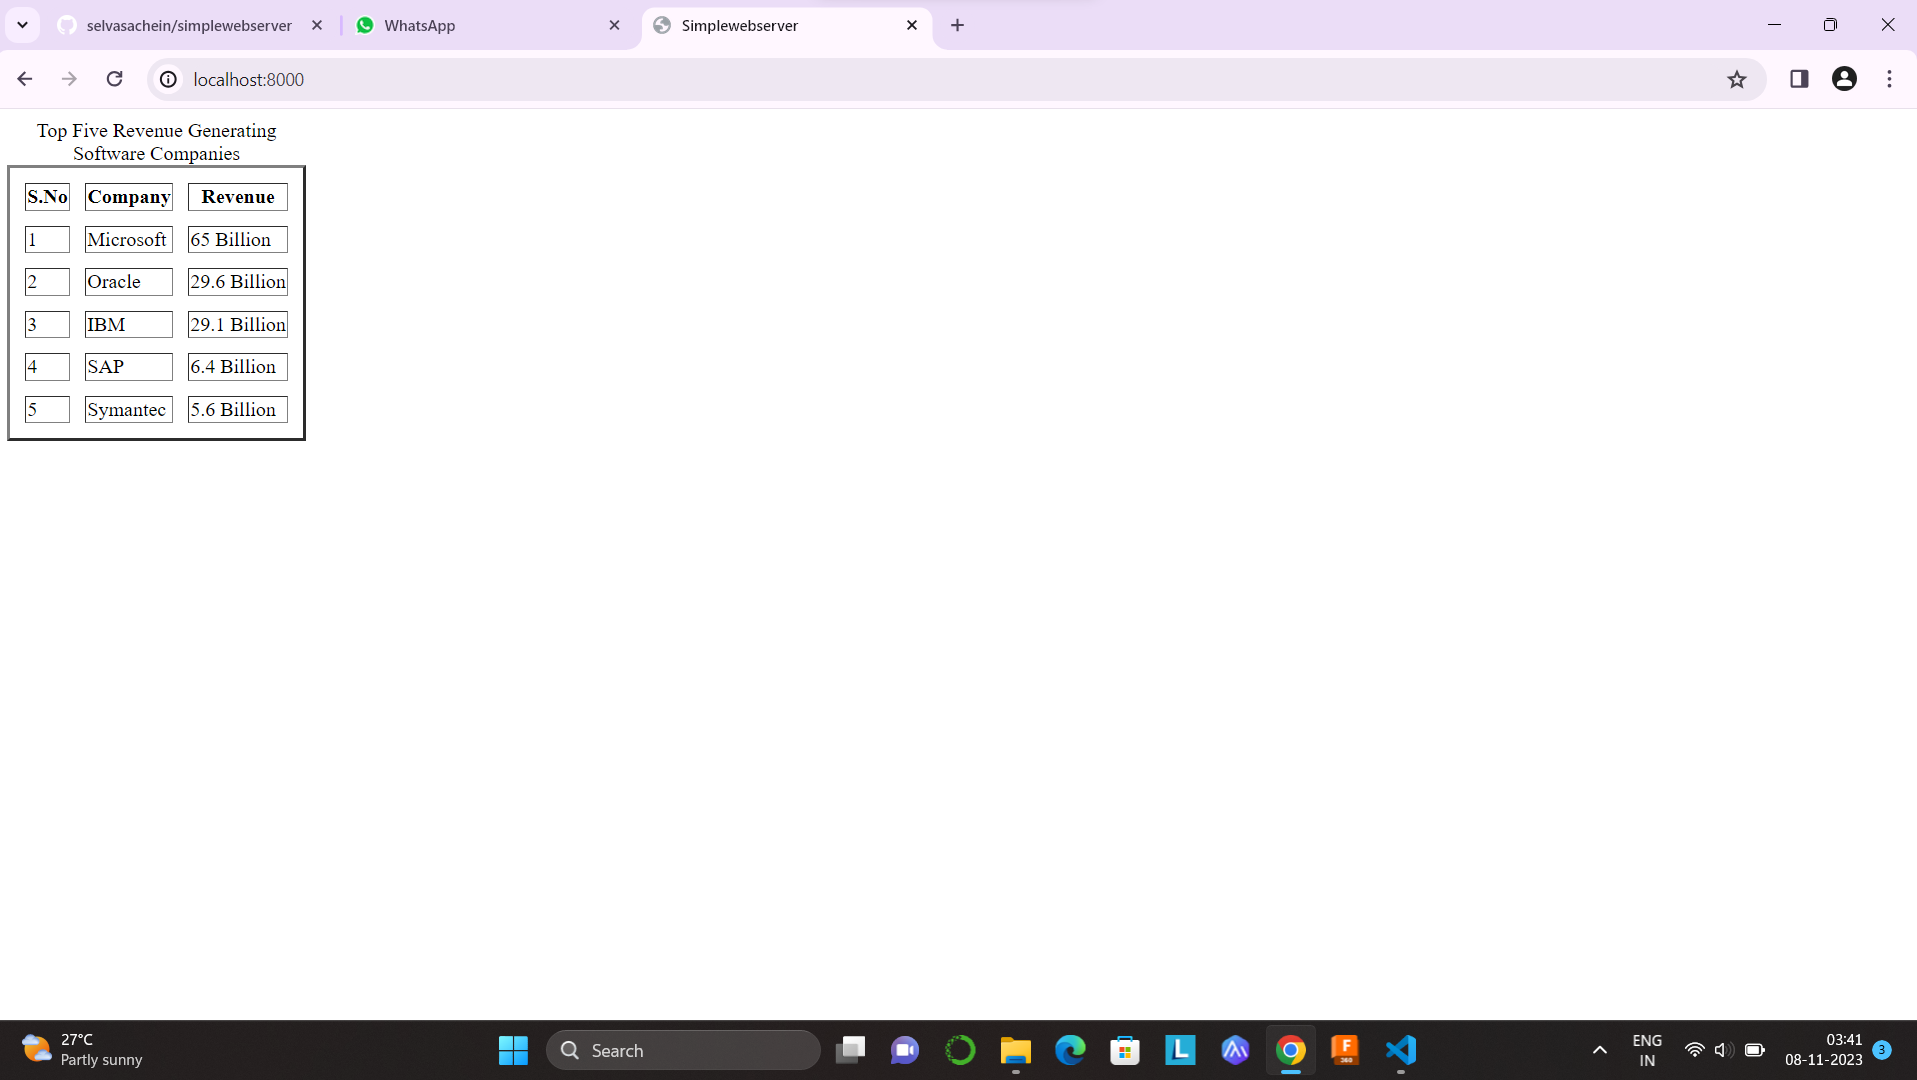 selvasachein/simplewebserver
WhatsApp
Simplewebserver
localhost:8000
Top Five Revenue Generating
Software Companies
S.No Company Revenue
1 Microsoft 65 Billion
2 Oracle 29.6 Billion
3 IBM 29.1 Billion
4 SAP 6.4 Billion
5 Symantec 5.6 Billion
27°C
Partly sunny
Search
L
F
360
ENG
IN
03:41
08-11-2023
3